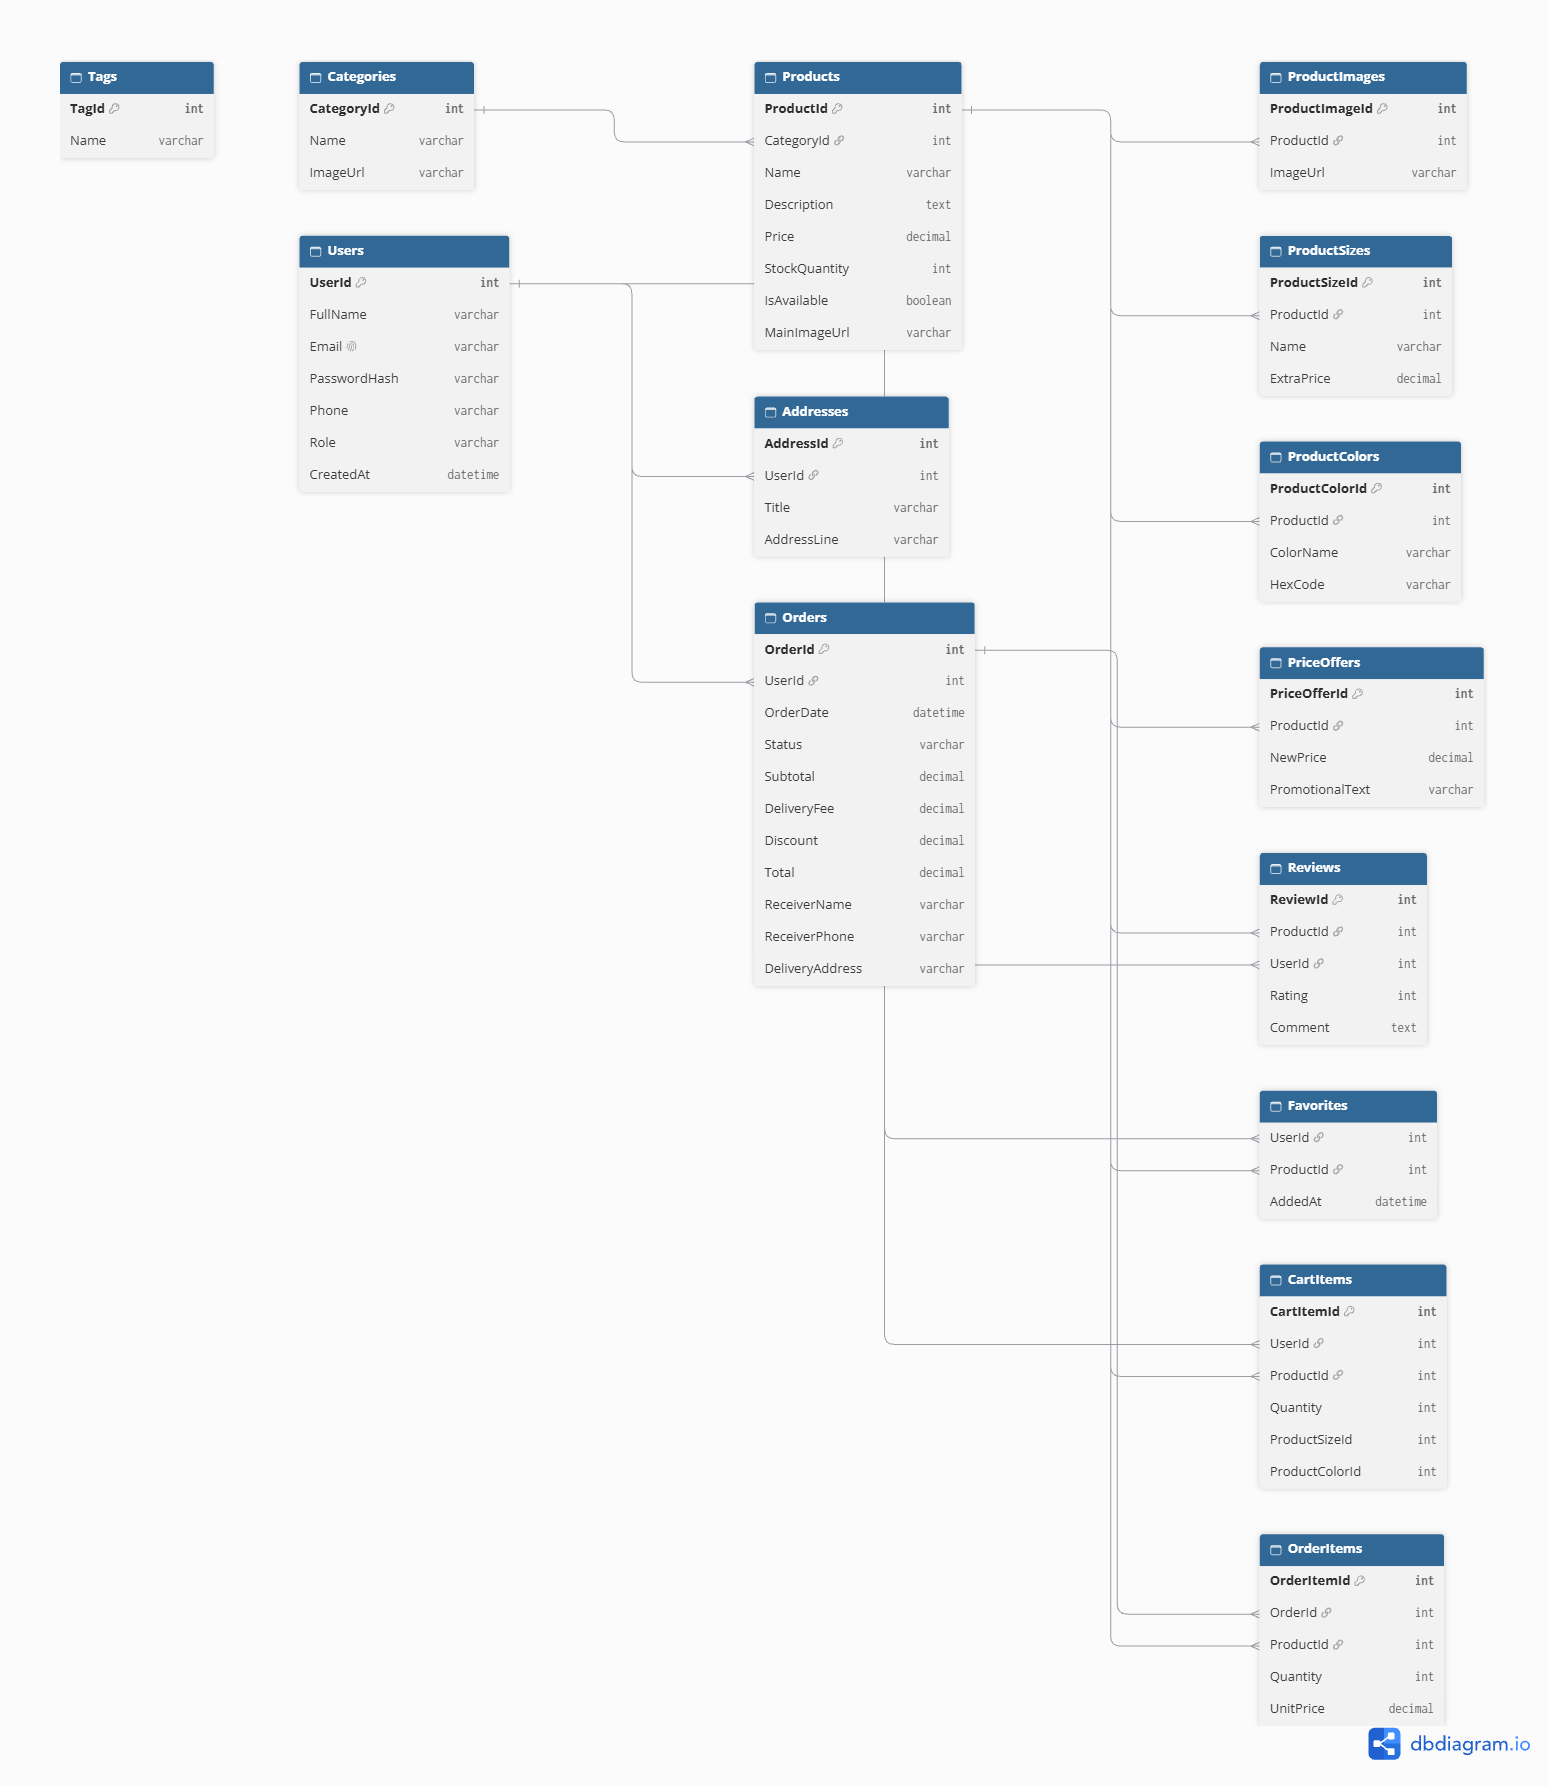 Tags
TagId int
Name varchar
Categories
CategoryId int
Name varchar
ImageUrl varchar
Users
UserId int
FullName varchar
Email varchar
PasswordHash varchar
Phone varchar
Role varchar
CreatedAt datetime
Products
ProductId int
CategoryId int
Name varchar
Description text
Price decimal
StockQuantity int
IsAvailable boolean
MainImageUrl varchar
Addresses
AddressId int
UserId int
Title varchar
AddressLine varchar
Orders
OrderId int
UserId int
OrderDate datetime
Status varchar
Subtotal decimal
DeliveryFee decimal
Discount decimal
Total decimal
ReceiverName varchar
ReceiverPhone varchar
DeliveryAddress varchar
ProductImages
ProductImageId int
ProductId int
ImageUrl varchar
ProductSizes
ProductSizeId int
ProductId int
Name varchar
ExtraPrice decimal
ProductColors
ProductColorId int
ProductId int
ColorName varchar
HexCode varchar
PriceOffers
PriceOfferId int
ProductId int
NewPrice decimal
PromotionalText varchar
Reviews
ReviewId int
ProductId int
UserId int
Rating int
Comment text
Favorites
UserId int
ProductId int
AddedAt datetime
CartItems
CartItemId int
UserId int
ProductId int
Quantity int
ProductSizeId int
ProductColorId int
OrderItems
OrderItemId int
OrderId int
ProductId int
Quantity int
UnitPrice decimal
dbdiagram.io